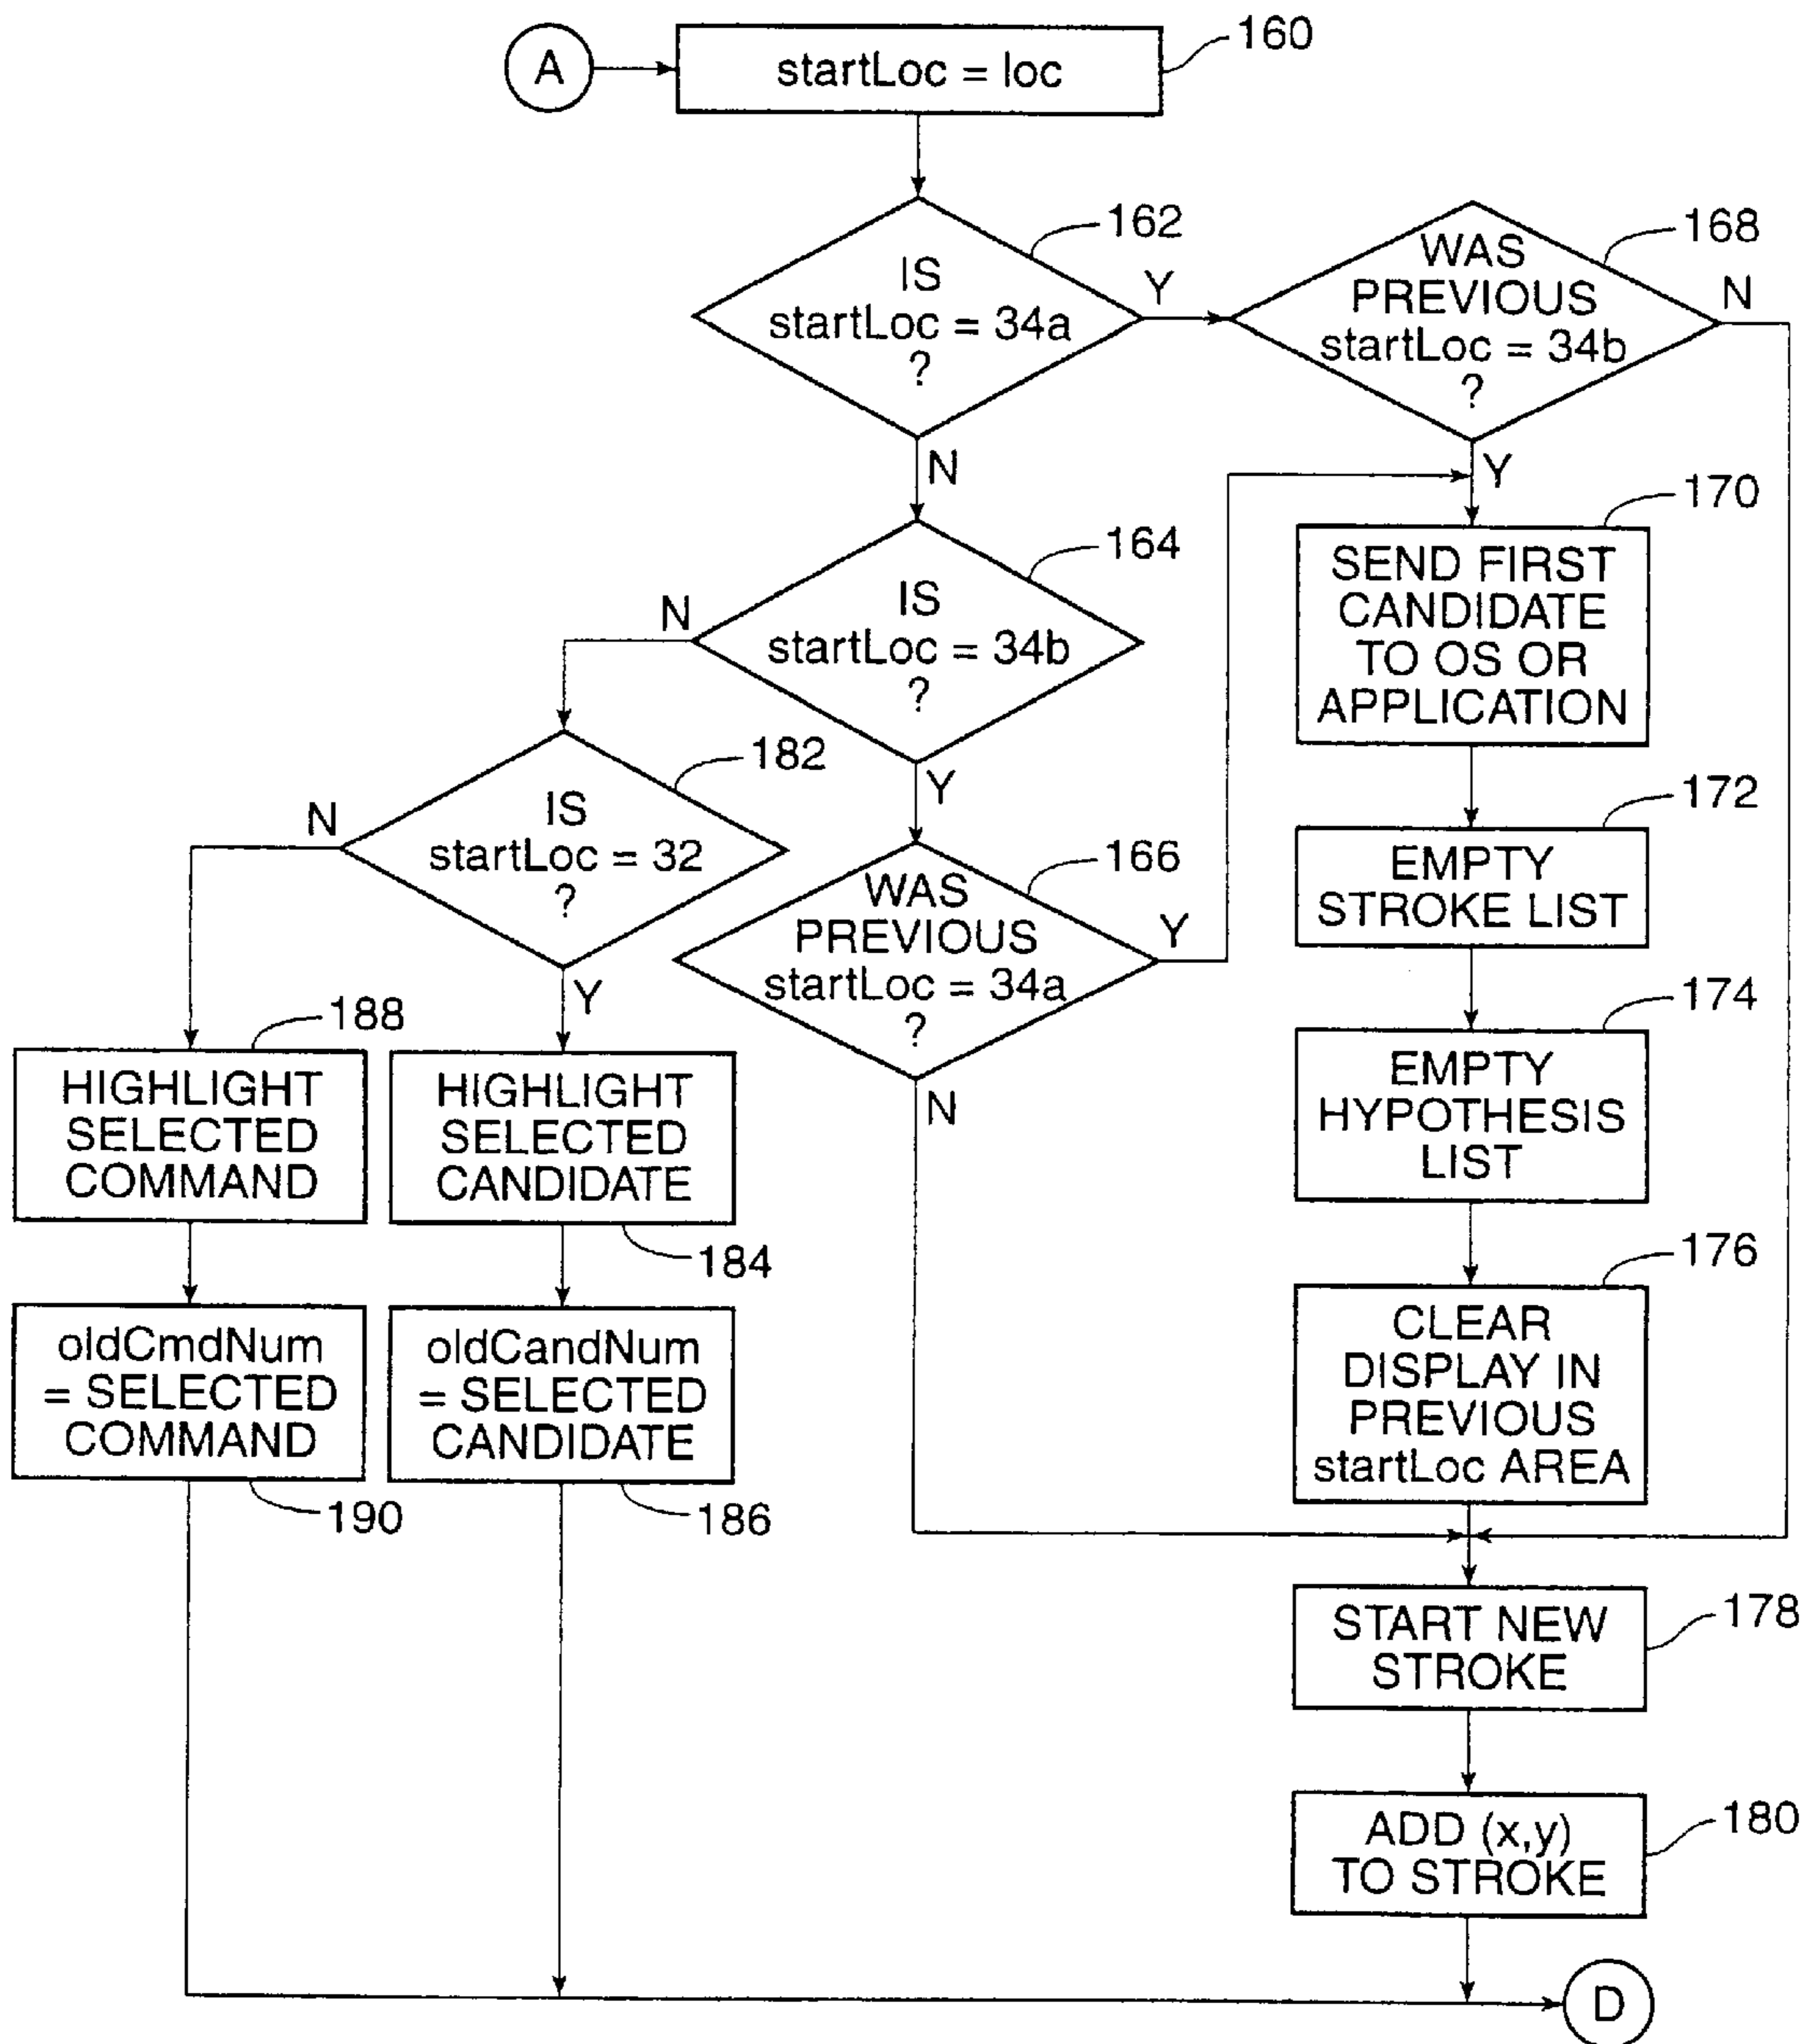 A
startLoc = loc
160
IS
startLoc = 34a
?
162
Y
N
WAS
PREVIOUS
startLoc = 34b
?
168
N
Y
IS
startLoc = 34b
?
164
N
Y
SEND FIRST
CANDIDATE
TO OS OR
APPLICATION
170
IS
startLoc = 32
?
182
N
Y
WAS
PREVIOUS
startLoc = 34a
?
166
Y
N
EMPTY
STROKE LIST
172
EMPTY
HYPOTHESIS
LIST
174
HIGHLIGHT
SELECTED
COMMAND
188
HIGHLIGHT
SELECTED
CANDIDATE
184
CLEAR
DISPLAY IN
PREVIOUS
startLoc AREA
176
oldCmdNum
= SELECTED
COMMAND
190
oldCandNum
= SELECTED
CANDIDATE
186
START NEW
STROKE
178
ADD (x,y)
TO STROKE
180
D